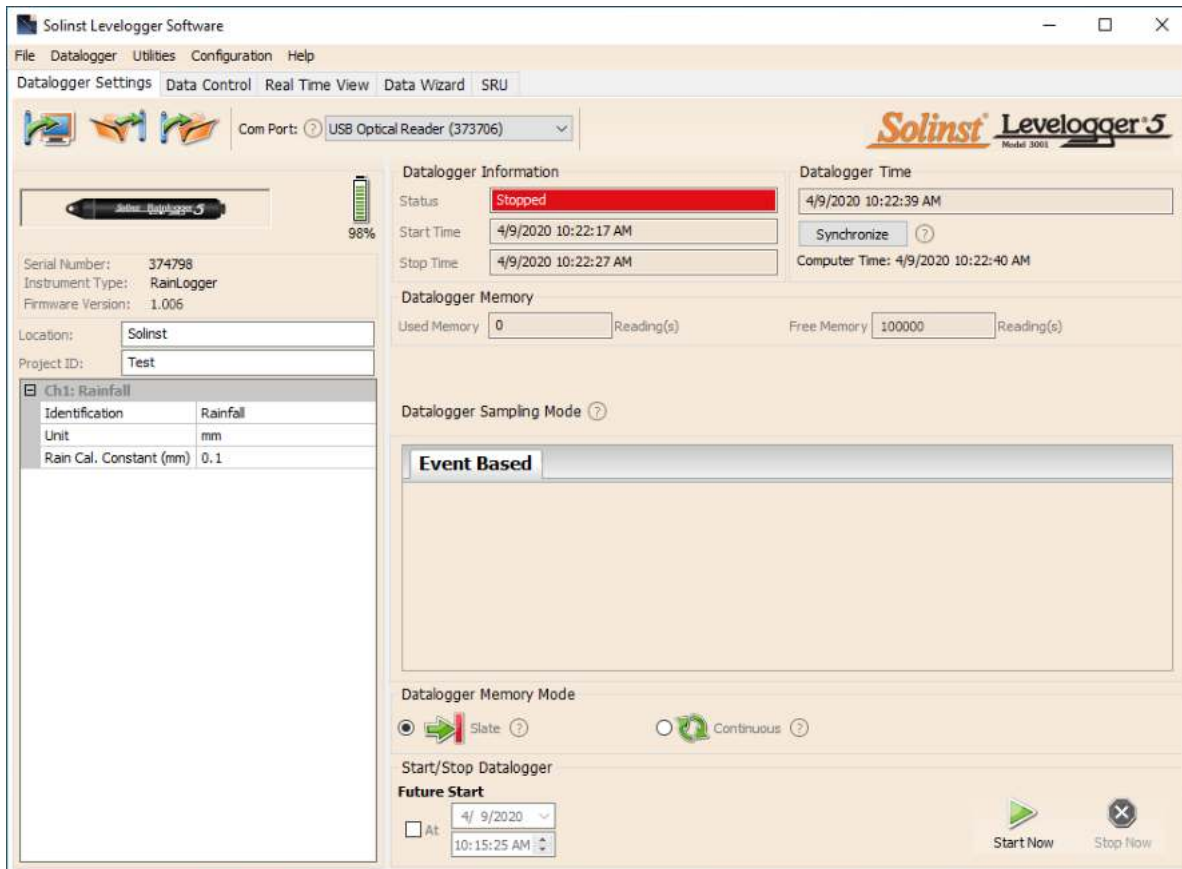 Solinst Levelogger Software
File Datalogger Utilities Configuration Help
Datalogger Settings Data Control Real Time View Data Wizard SRU
Com Port: ? USB Optical Reader (373706)
Solinst Levelogger 5
Model 3001
Solinst Rainlogger 5
98%
Serial Number: 374798
Instrument Type: RainLogger
Firmware Version: 1.006
Location: Solinst
Project ID: Test
Ch1: Rainfall
Identification Rainfall
Unit mm
Rain Cal. Constant (mm) 0.1
Datalogger Information
Status Stopped
Start Time 4/9/2020 10:22:17 AM
Stop Time 4/9/2020 10:22:27 AM
Datalogger Time
4/9/2020 10:22:39 AM
Synchronize ?
Computer Time: 4/9/2020 10:22:40 AM
Datalogger Memory
Used Memory 0 Reading(s) Free Memory 100000 Reading(s)
Datalogger Sampling Mode ?
Event Based
Datalogger Memory Mode
Slate ? Continuous ?
Start/Stop Datalogger
Future Start
At 4/ 9/2020
10:15:25 AM
Start Now Stop Now